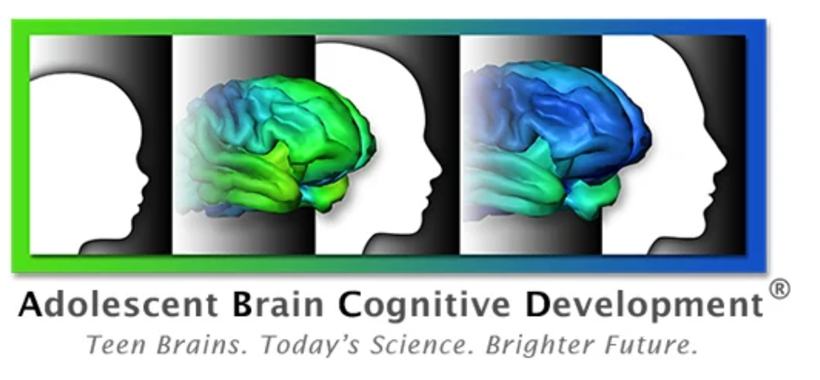 Adolescent Brain Cognitive Development®
Teen Brains. Today's Science. Brighter Future.